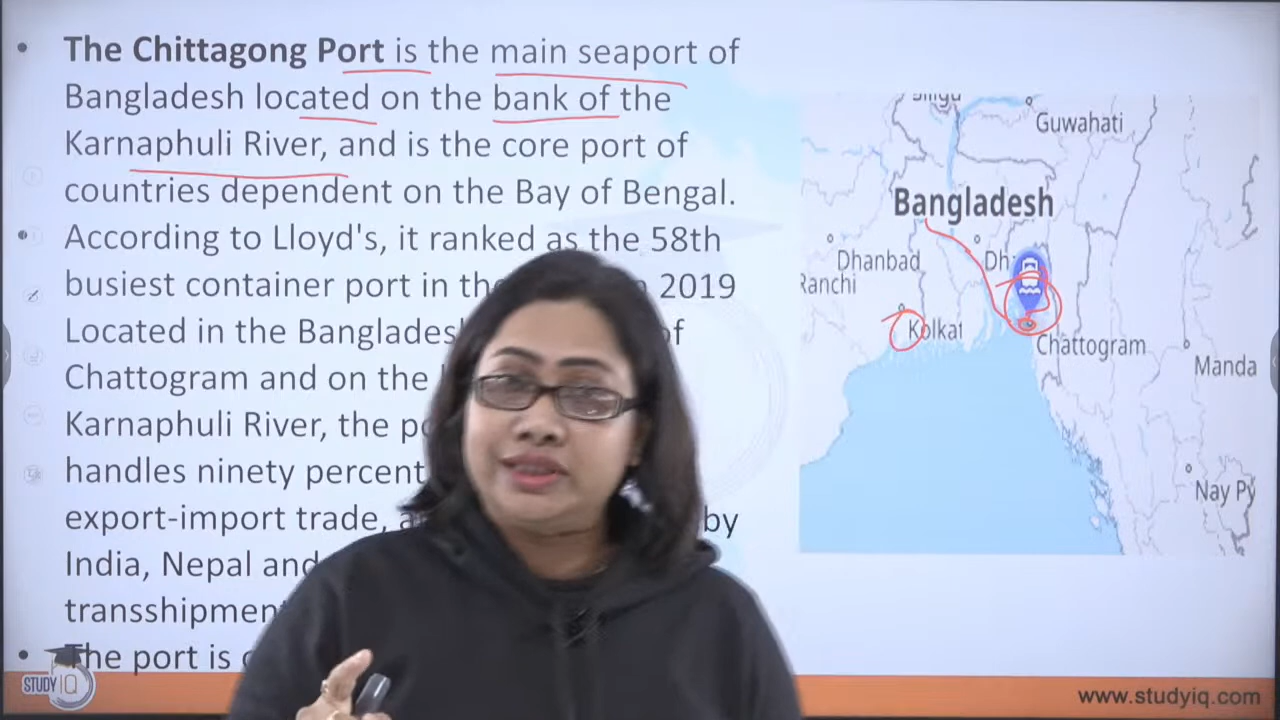 The Chittagong Port is the main seaport of
Bangladesh located on the bank of the
Karnaphuli River, and is the core port of
countries dependent on the Bay of Bengal.
According to Lloyd's, it ranked as the 58th
busiest container port in the 2019
Located in the of
Chattogram and on the
Karnaphuli River, the
handles ninety percent
export-import trade, by
India, Nepal and
The port is
Guwahati
Bangladesh
Dhanbad
Ranchi
Kolkat
Chattogram
Manda
Nay Py
STUDY IQ
www.studyiq.com